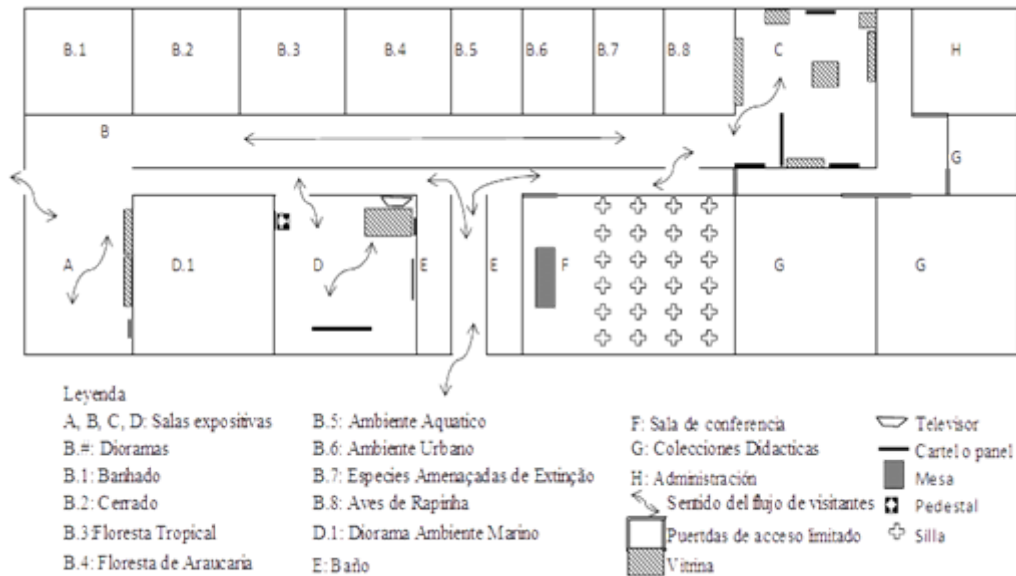 B.1 B.2 B.3 B.4 B.5 B.6 B.7 B.8 C H
B
G
A D.1 D E E F G G
Leyenda
A, B, C, D: Salas expositivas
B.#: Dioramas
B.1: Banhado
B.2: Cerrado
B.3 Floresta Tropical
B.4: Floresta de Araucaria
B.5: Ambiente Aquatico
B.6: Ambiente Urbano
B.7: Especies Amenaçadas de Extinção
B.8: Aves de Rapinha
D.1: Diorama Ambiente Marino
E: Baño
F: Sala de conferencia
G: Colecciones Didacticas
H: Administración
Sentido del flujo de visitantes
Puertdas de acceso limitado
Vitrina
Televisor
Cartel o panel
Mesa
Pedestal
Silla